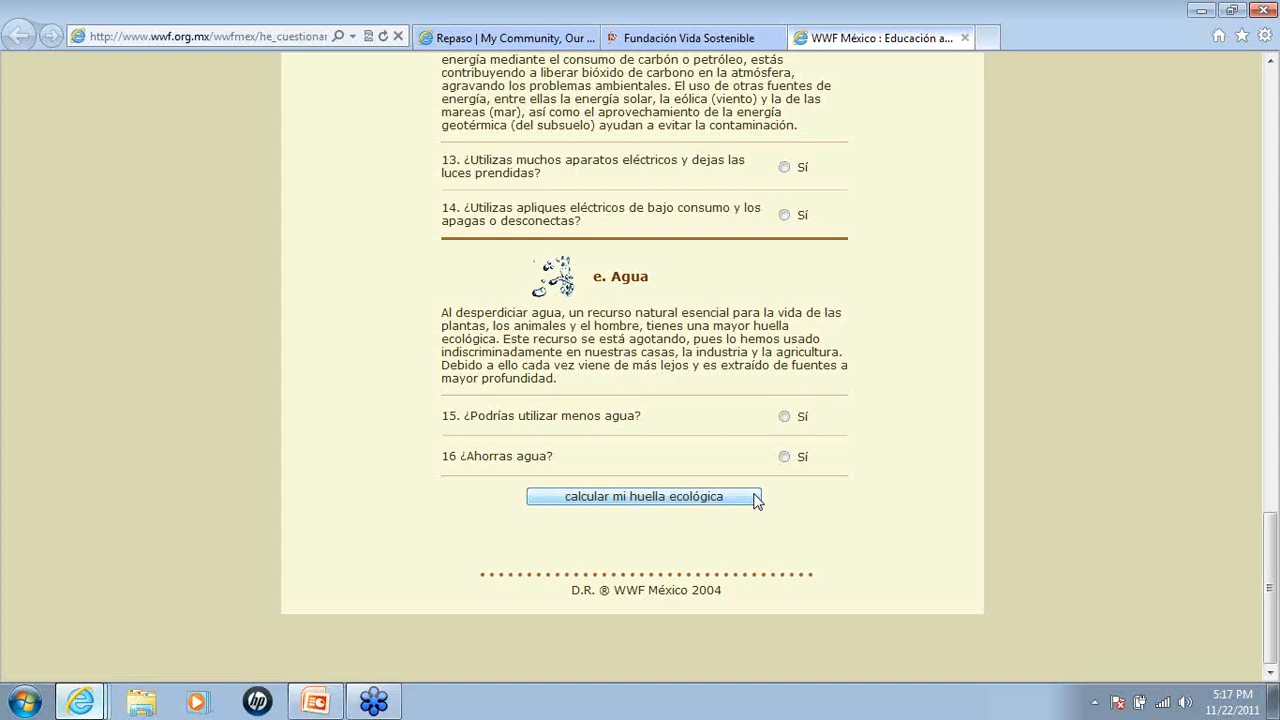 http://www.wwf.org.mx/wwfmex/he_cuestionar
Repaso | My Community, Our ...
Fundación Vida Sostenible
WWF México : Educación a...
energía mediante el consumo de carbón o petróleo, estás
contribuyendo a liberar bióxido de carbono en la atmósfera,
agravando los problemas ambientales. El uso de otras fuentes de
energía, entre ellas la energía solar, la eólica (viento) y la de las
mareas (mar), así como el aprovechamiento de la energía
geotérmica (del subsuelo) ayudan a evitar la contaminación.
13. ¿Utilizas muchos aparatos eléctricos y dejas las
luces prendidas?
Sí
14. ¿Utilizas apliques eléctricos de bajo consumo y los
apagas o desconectas?
Sí
e. Agua
Al desperdiciar agua, un recurso natural esencial para la vida de las
plantas, los animales y el hombre, tienes una mayor huella
ecológica. Este recurso se está agotando, pues lo hemos usado
indiscriminadamente en nuestras casas, la industria y la agricultura.
Debido a ello cada vez viene de más lejos y es extraído de fuentes a
mayor profundidad.
15. ¿Podrías utilizar menos agua?
Sí
16 ¿Ahorras agua?
Sí
calcular mi huella ecológica
D.R. ® WWF México 2004
hp
5:17 PM
11/22/2011